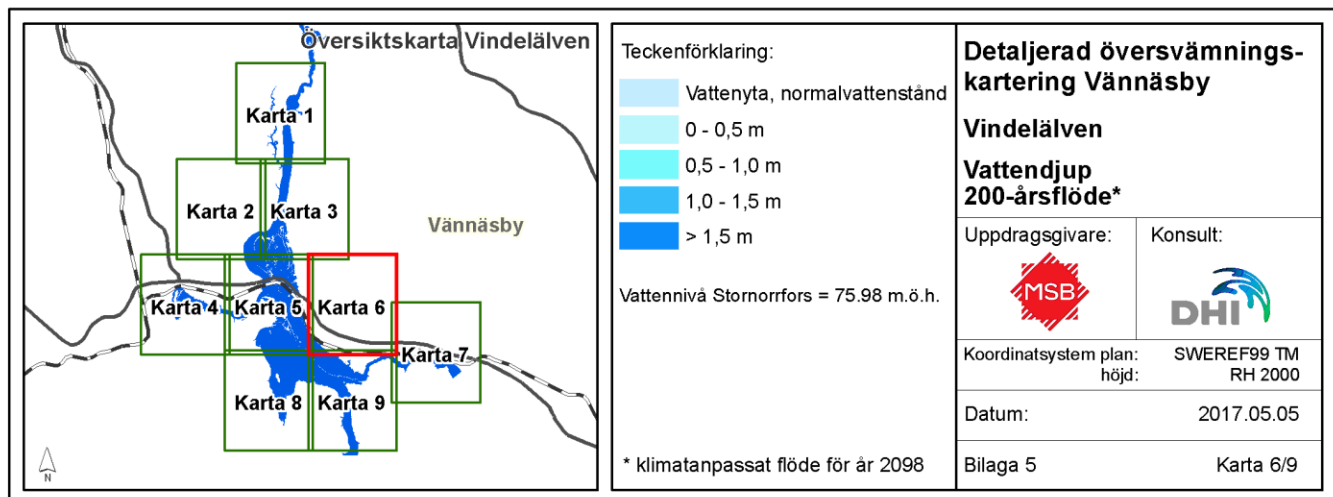 Översiktskarta Vindelälven
Karta 1
Karta 2
Karta 3
Vännäsby
Karta 4
Karta 5
Karta 6
Karta 7
Karta 8
Karta 9
N
Teckenförklaring:
Vattenyta, normalvattenstånd
0 - 0,5 m
0,5 - 1,0 m
1,0 - 1,5 m
> 1,5 m
Vattennivå Stornorrfors = 75.98 m.ö.h.
* klimatanpassat flöde för år 2098
Detaljerad översvämnings-
kartering Vännäsby
Vindelälven
Vattendjup
200-årsflöde*
Uppdragsgivare:
MSB
Konsult:
DHI
Koordinatsystem plan: SWEREF99 TM
höjd: RH 2000
Datum: 2017.05.05
Bilaga 5 Karta 6/9